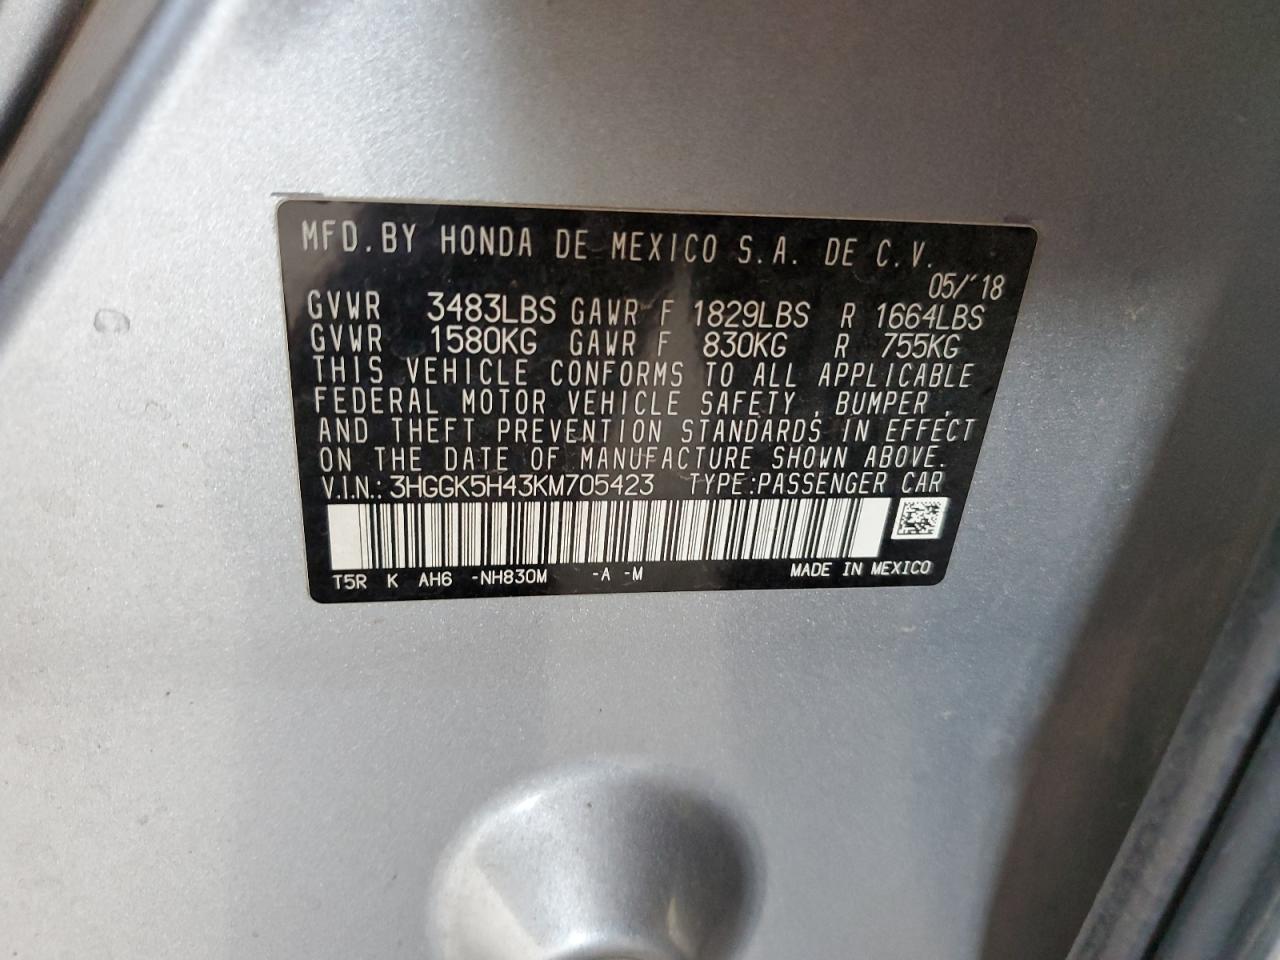 MFD.BY HONDA DE MEXICO S.A. DE C.V.
05/'18
GVWR 3483LBS GAWR F 1829LBS R 1664LBS
GVWR 1580KG GAWR F 830KG R 755KG
THIS VEHICLE CONFORMS TO ALL APPLICABLE
FEDERAL MOTOR VEHICLE SAFETY , BUMPER ,
AND THEFT PREVENTION STANDARDS IN EFFECT
ON THE DATE OF MANUFACTURE SHOWN ABOVE.
V.I.N.: 3HGGK5H43KM705423 TYPE:PASSENGER CAR
T5R K AH6 -NH830M -A -M MADE IN MEXICO